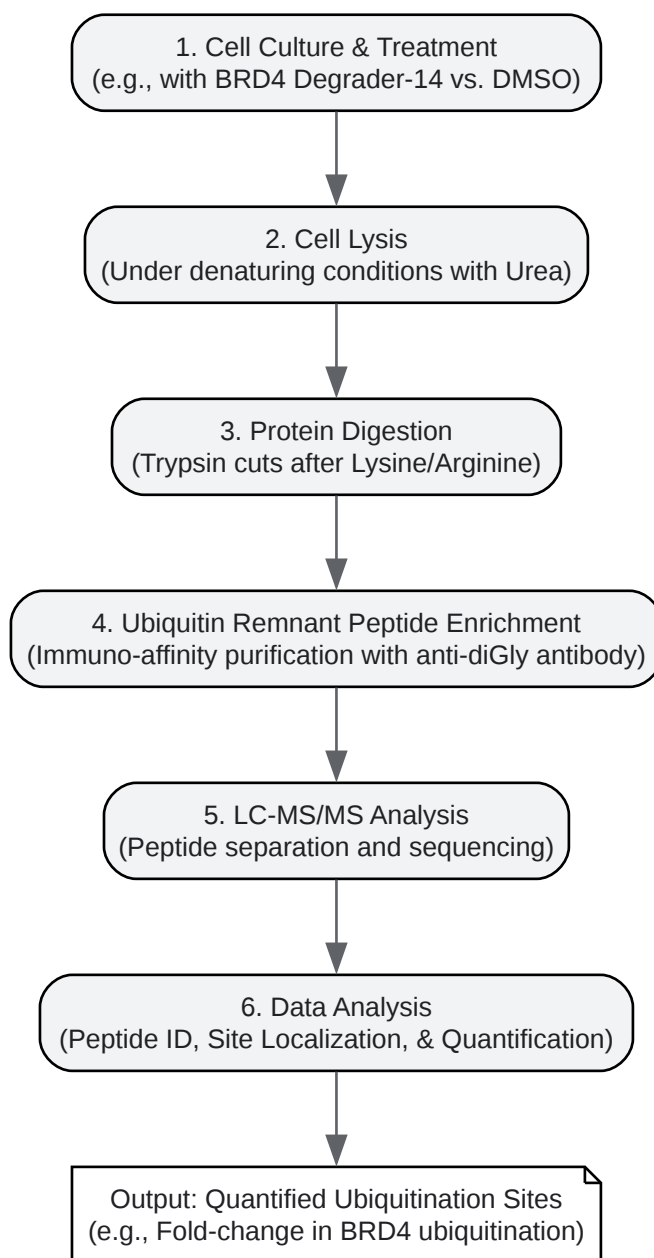 1. Cell Culture & Treatment
(e.g., with BRD4 Degrader-14 vs. DMSO)
2. Cell Lysis
(Under denaturing conditions with Urea)
3. Protein Digestion
(Trypsin cuts after Lysine/Arginine)
4. Ubiquitin Remnant Peptide Enrichment
(Immuno-affinity purification with anti-diGly antibody)
5. LC-MS/MS Analysis
(Peptide separation and sequencing)
6. Data Analysis
(Peptide ID, Site Localization, & Quantification)
Output: Quantified Ubiquitination Sites
(e.g., Fold-change in BRD4 ubiquitination)